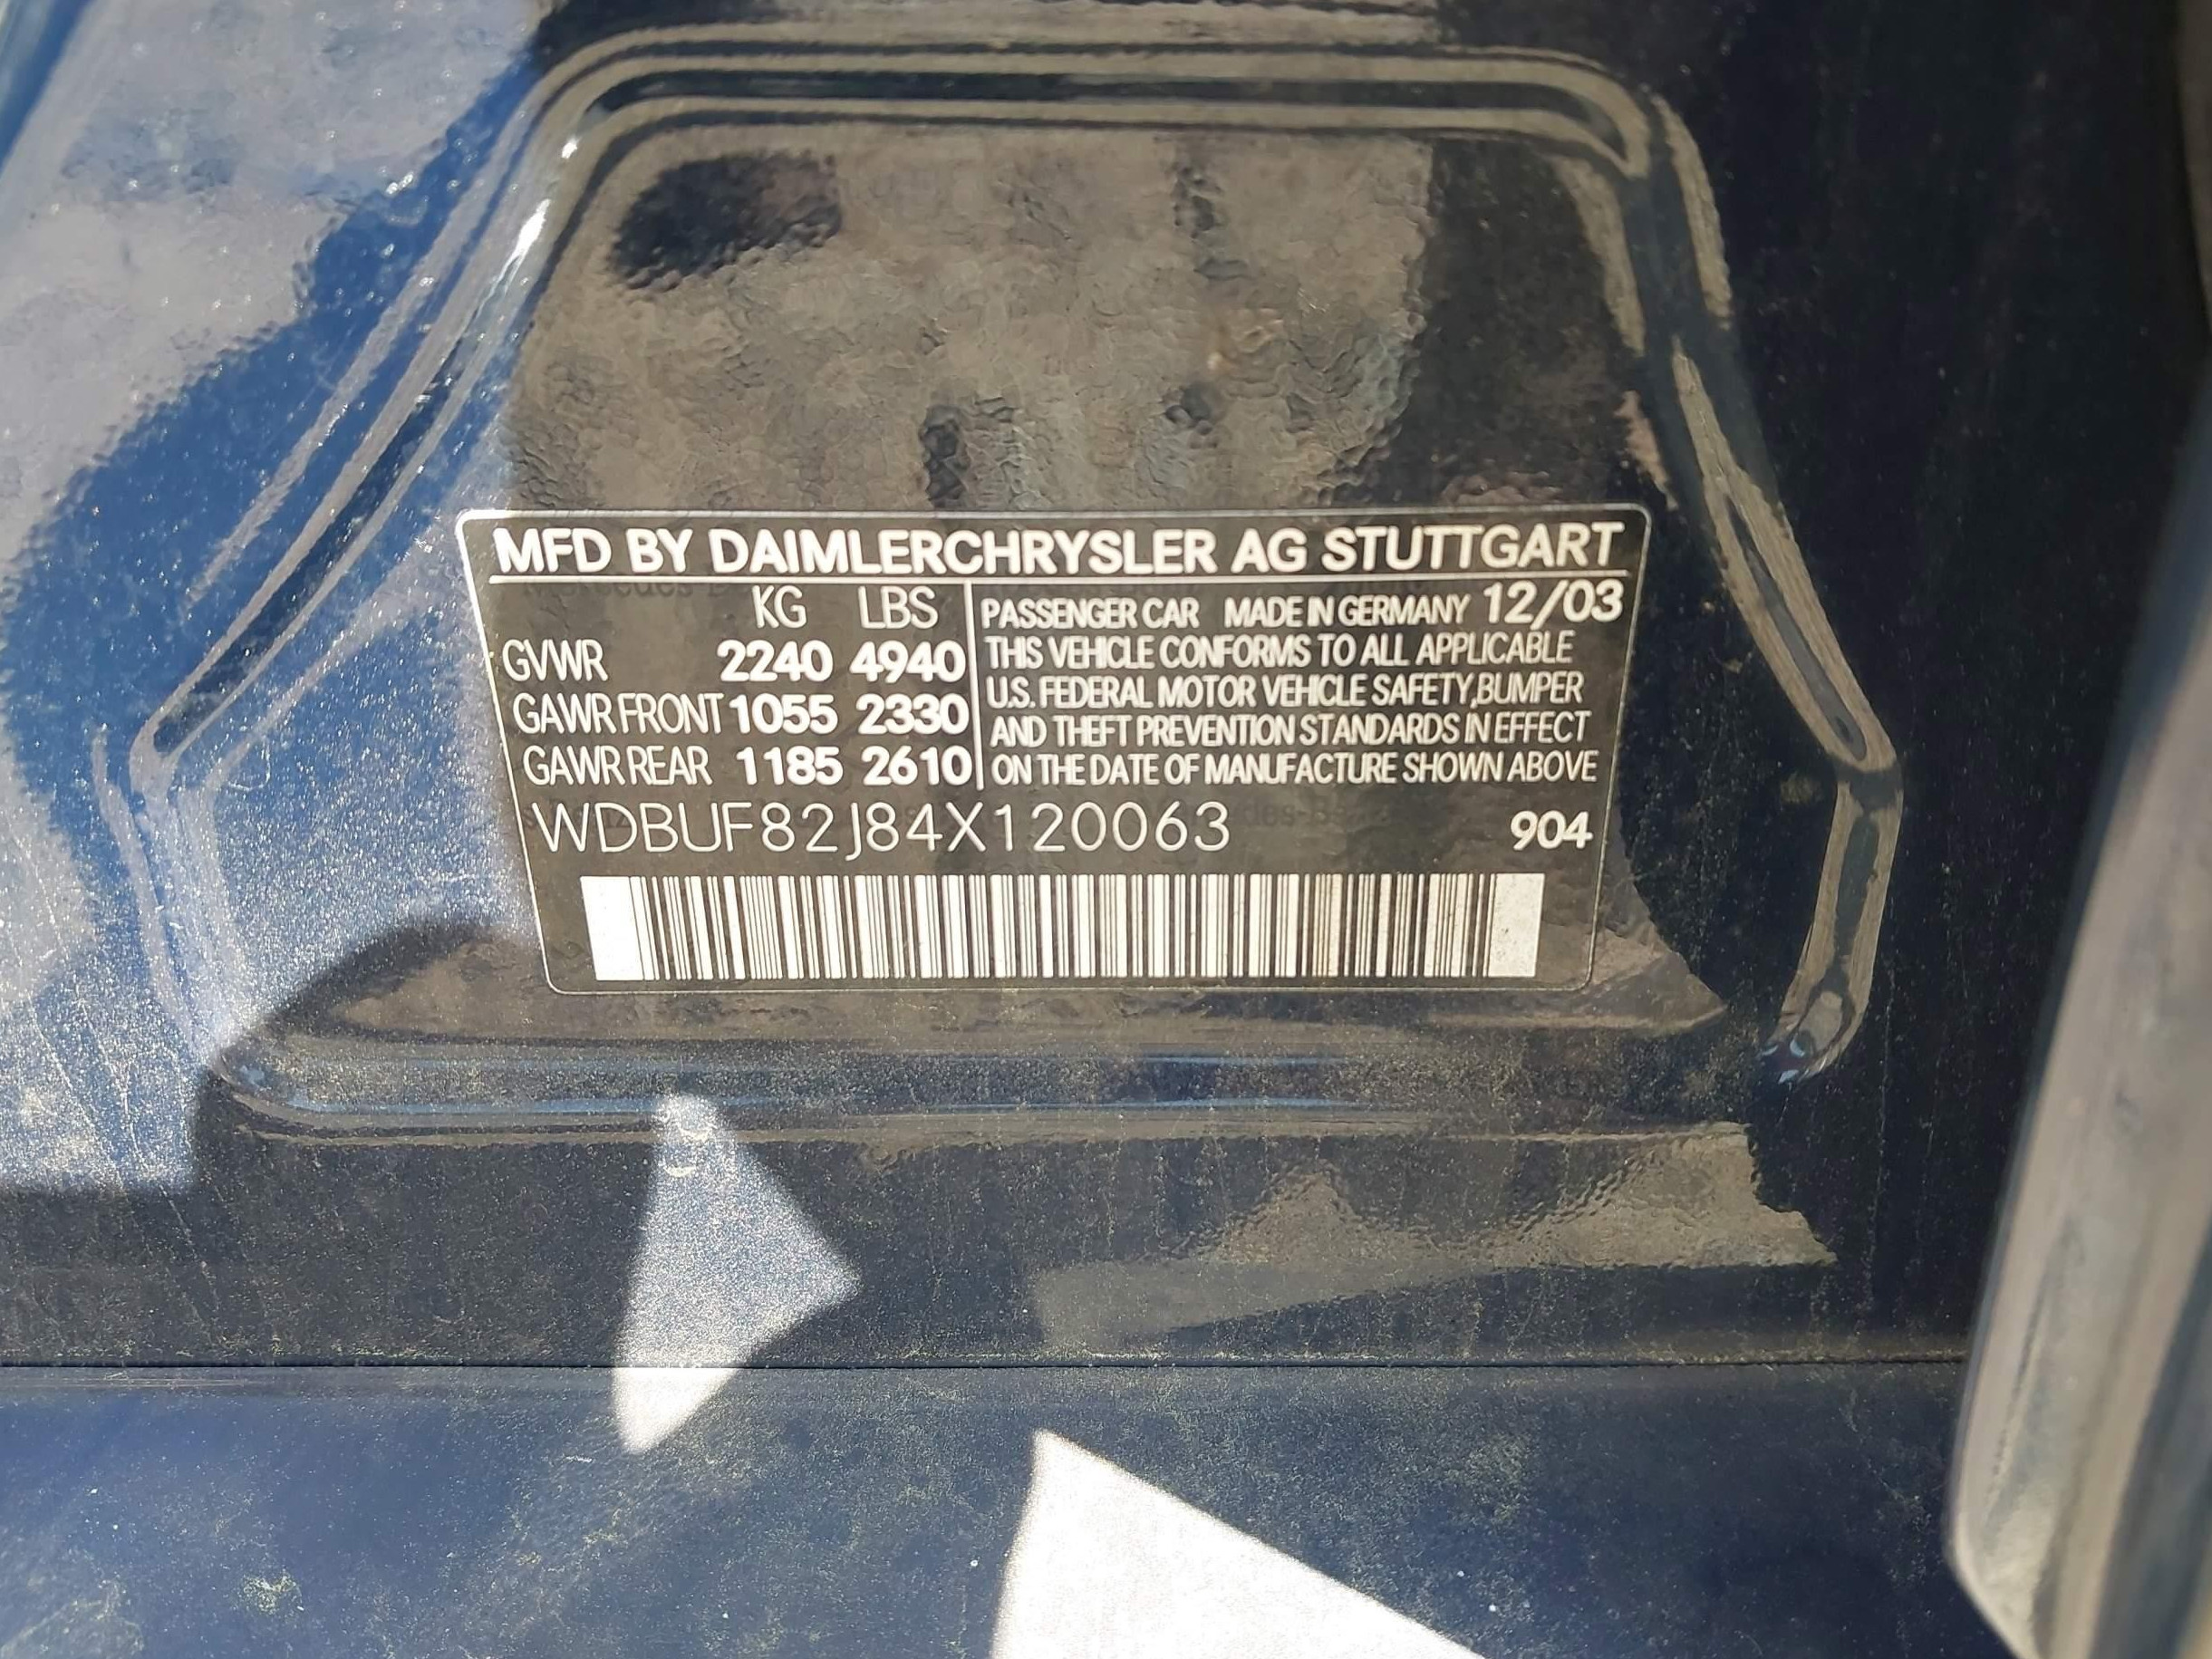 MFD BY DAIMLERCHRYSLER AG STUTTGART
KG LBS
GVWR 2240 4940
GAWR FRONT 1055 2330
GAWR REAR 1185 2610
PASSENGER CAR MADE IN GERMANY 12/03
THIS VEHICLE CONFORMS TO ALL APPLICABLE
U.S. FEDERAL MOTOR VEHICLE SAFETY,BUMPER
AND THEFT PREVENTION STANDARDS IN EFFECT
ON THE DATE OF MANUFACTURE SHOWN ABOVE
WDBUF82J84X120063 904